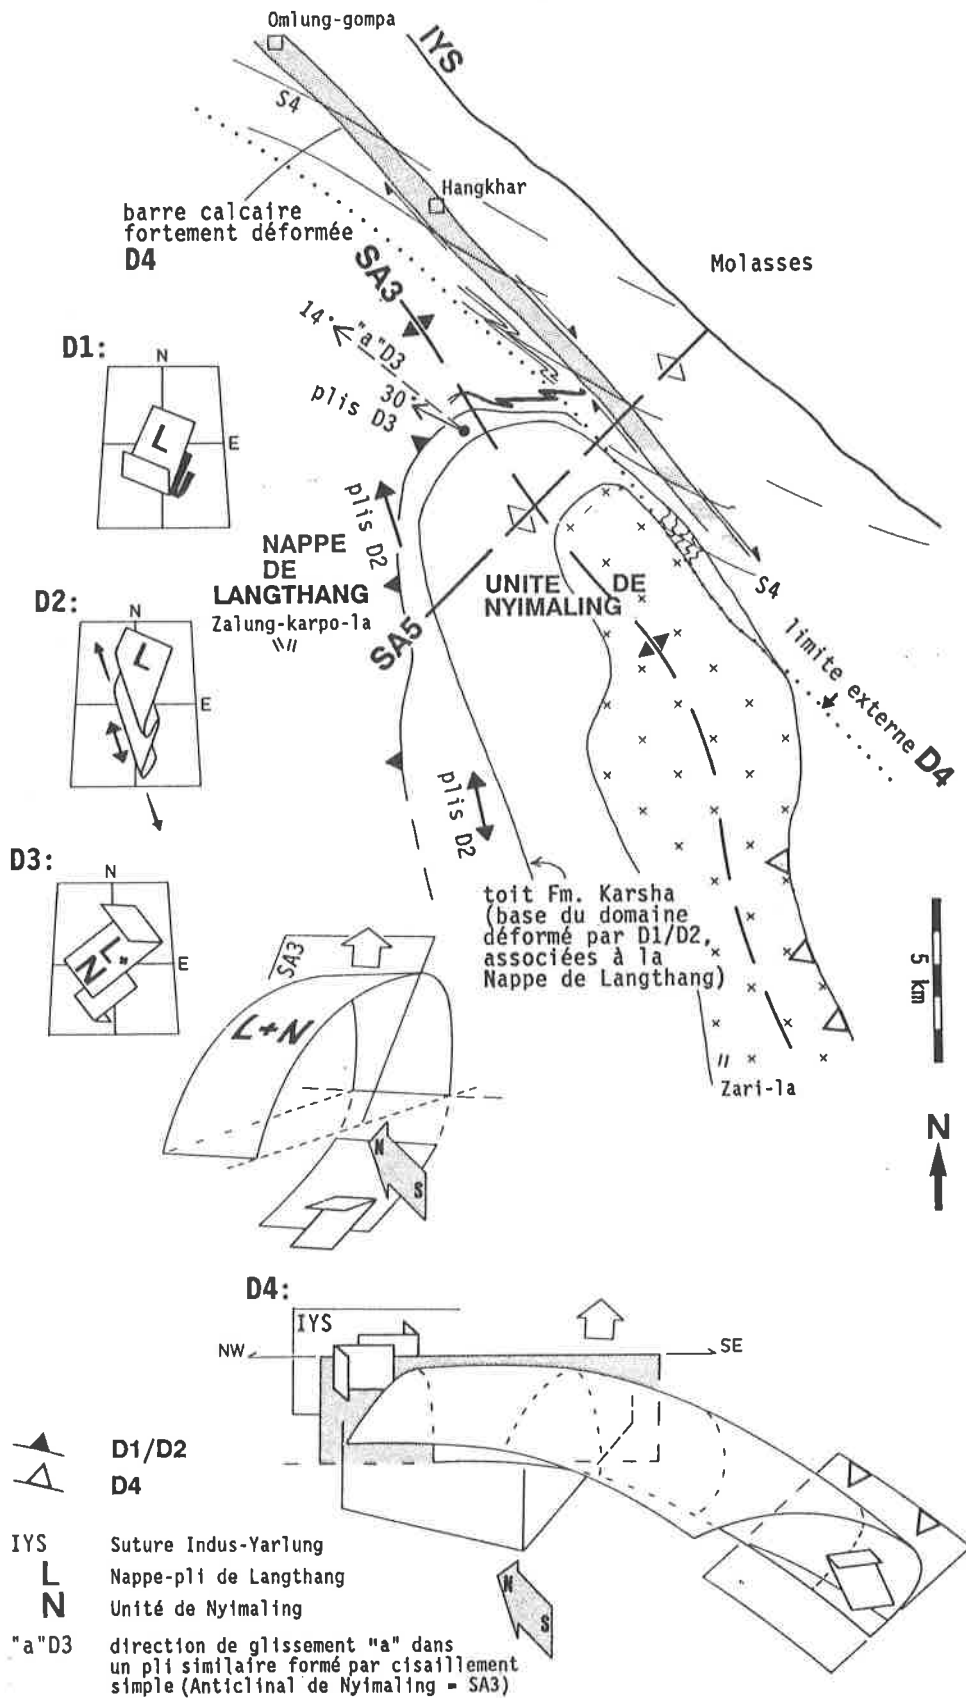 Omlung-gompa
IYS
S4
Hangkhar
barre calcaire
fortement déformée
D4
SA3
Molasses
14°
"a"D3
30°
plis D3
D1:
N
E
L
plis D2
NAPPE
DE
LANGTHANG
Zalung-karpo-la
UNITE DE
NYIMALING
SA5
S4
limite externe D4
D2:
N
E
L
plis D2
D3:
N
E
L+
N
toit Fm. Karsha
(base du domaine
déformé par D1/D2,
associées à la
Nappe de Langthang)
5 km
SA3
L+N
N
S
Zari-la
N
D4:
IYS
NW
SE
N
S
D1/D2
D4
IYS Suture Indus-Yarlung
L Nappe-pli de Langthang
N Unité de Nyimaling
"a"D3 direction de glissement "a" dans
un pli similaire formé par cisaillement
simple (Anticlinal de Nyimaling = SA3)